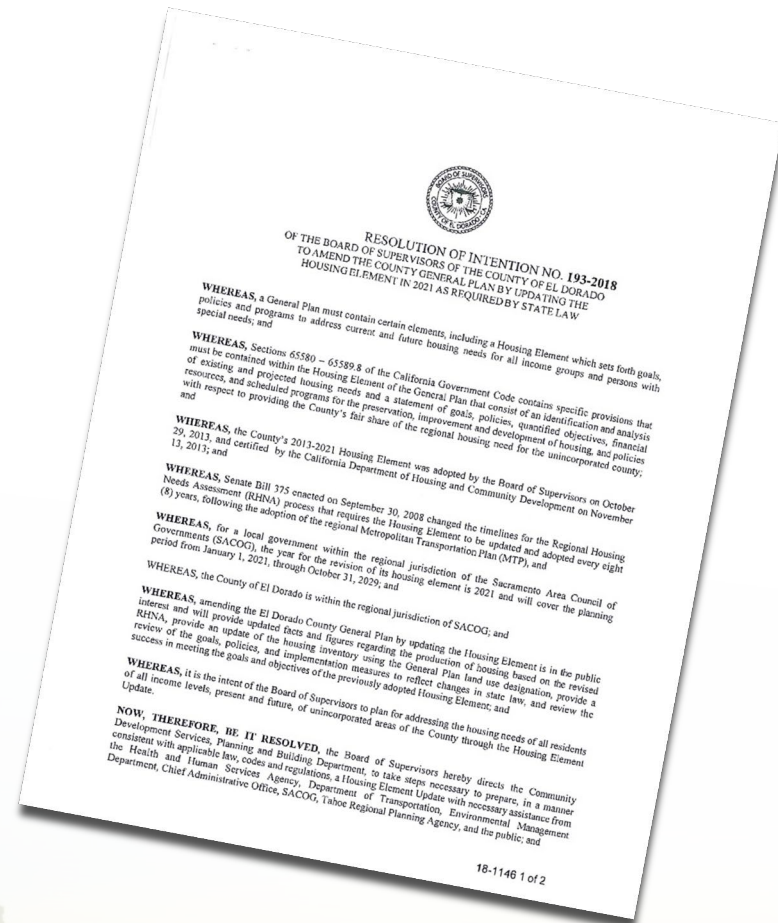 BOARD OF SUPERVISORS
COUNTY OF EL DORADO - CA
RESOLUTION OF INTENTION NO. 193-2018
OF THE BOARD OF SUPERVISORS OF THE COUNTY OF EL DORADO
TO AMEND THE COUNTY GENERAL PLAN BY UPDATING THE
HOUSING ELEMENT IN 2021 AS REQUIRED BY STATE LAW
WHEREAS, a General Plan must contain certain elements, including a Housing Element which sets forth goals,
policies and programs to address current and future housing needs for all income groups and persons with
special needs; and
WHEREAS, Sections 65580 – 65589.8 of the California Government Code contains specific provisions that
must be contained within the Housing Element of the General Plan that consist of an identification and analysis
of existing and projected housing needs and a statement of goals, policies, quantified objectives, financial
resources, and scheduled programs for the preservation, improvement and development of housing, and policies
with respect to providing the County's fair share of the regional housing need for the unincorporated county;
and
WHEREAS, the County's 2013-2021 Housing Element was adopted by the Board of Supervisors on October
29, 2013, and certified by the California Department of Housing and Community Development on November
13, 2013; and
WHEREAS, Senate Bill 375 enacted on September 30, 2008 changed the timelines for the Regional Housing
Needs Assessment (RHNA) process that requires the Housing Element to be updated and adopted every eight
(8) years, following the adoption of the regional Metropolitan Transportation Plan (MTP), and
WHEREAS, for a local government within the regional jurisdiction of the Sacramento Area Council of
Governments (SACOG), the year for the revision of its housing element is 2021 and will cover the planning
period from January 1, 2021, through October 31, 2029; and
WHEREAS, the County of El Dorado is within the regional jurisdiction of SACOG; and
WHEREAS, amending the El Dorado County General Plan by updating the Housing Element is in the public
interest and will provide updated facts and figures regarding the production of housing based on the revised
RHNA, provide an update of the housing inventory using the General Plan land use designation, provide a
review of the goals, policies, and implementation measures to reflect changes in state law, and review the
success in meeting the goals and objectives of the previously adopted Housing Element; and
WHEREAS, it is the intent of the Board of Supervisors to plan for addressing the housing needs of all residents
of all income levels, present and future, of unincorporated areas of the County through the Housing Element
Update.
NOW, THEREFORE, BE IT RESOLVED, the Board of Supervisors hereby directs the Community
Development Services, Planning and Building Department, to take steps necessary to prepare, in a manner
consistent with applicable law, codes and regulations, a Housing Element Update with necessary assistance from
the Health and Human Services Agency, Department of Transportation, Environmental Management
Department, Chief Administrative Office, SACOG, Tahoe Regional Planning Agency, and the public; and
18-1146 1 of 2